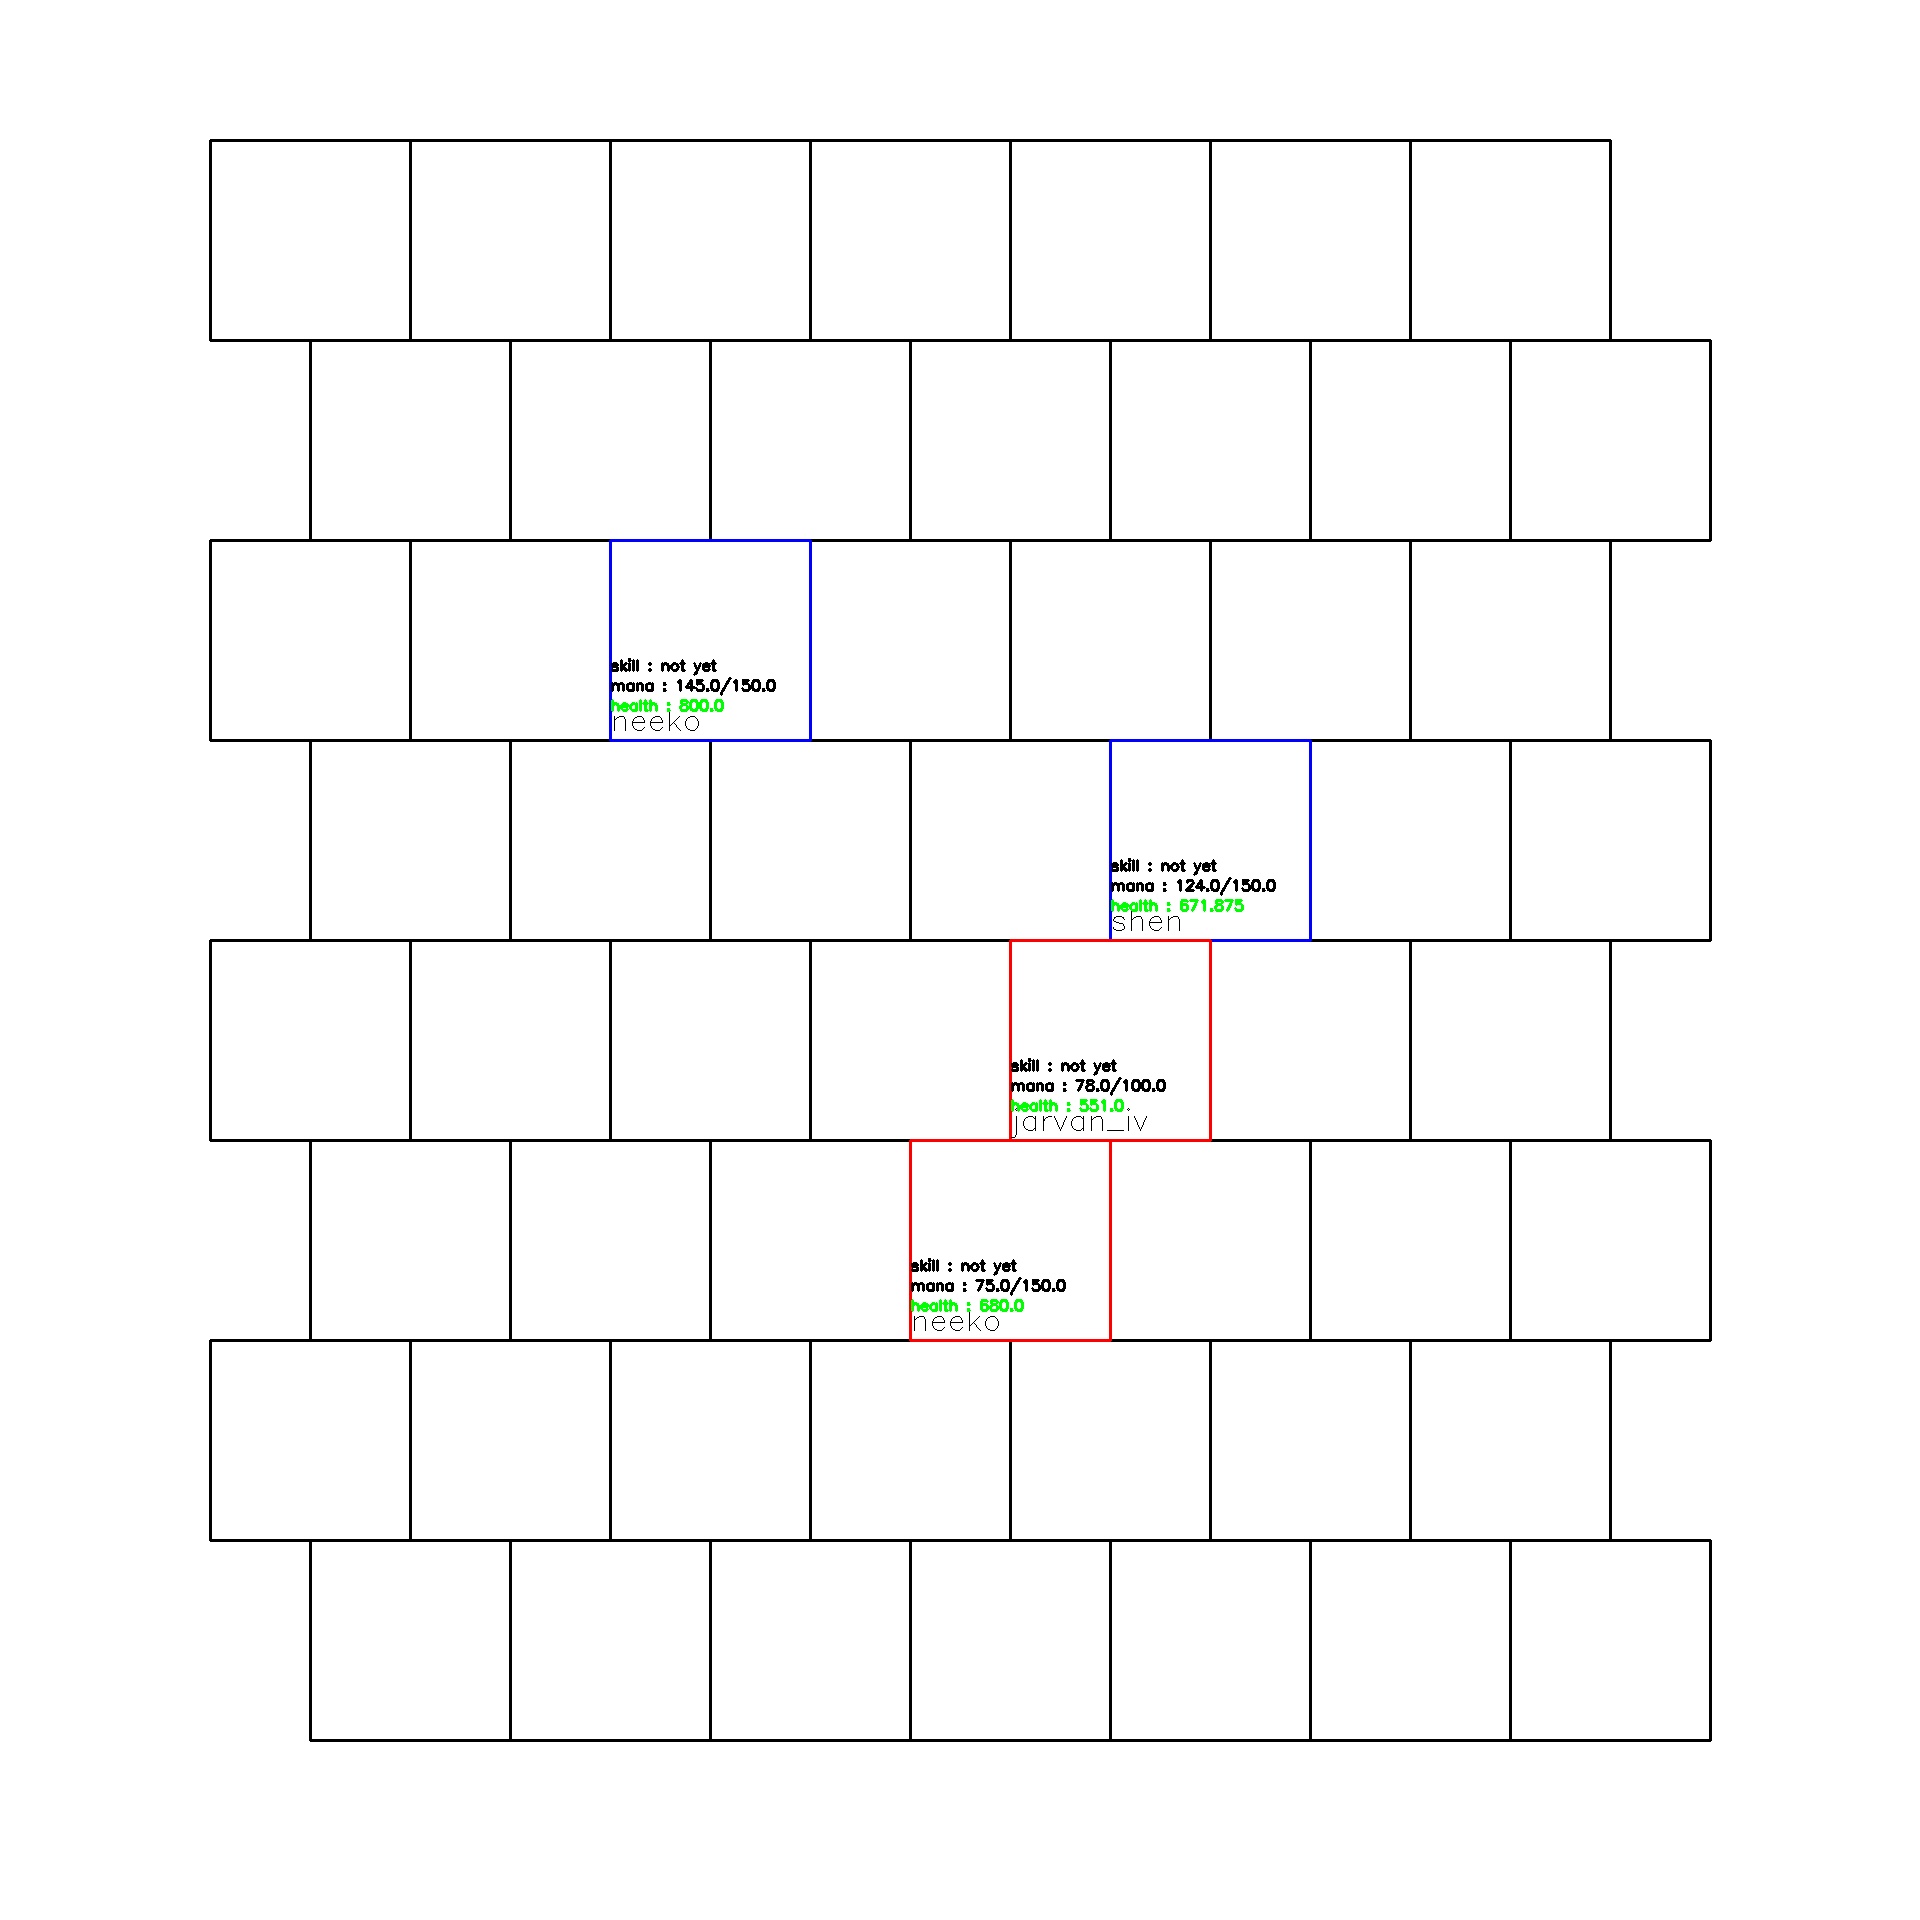 skill : not yet
mana : 145.0/150.0
health : 800.0
neeko
skill : not yet
mana : 124.0/150.0
health : 671.875
shen
skill : not yet
mana : 78.0/100.0
health : 551.0
jarvan_iv
skill : not yet
mana : 75.0/150.0
health : 680.0
neeko